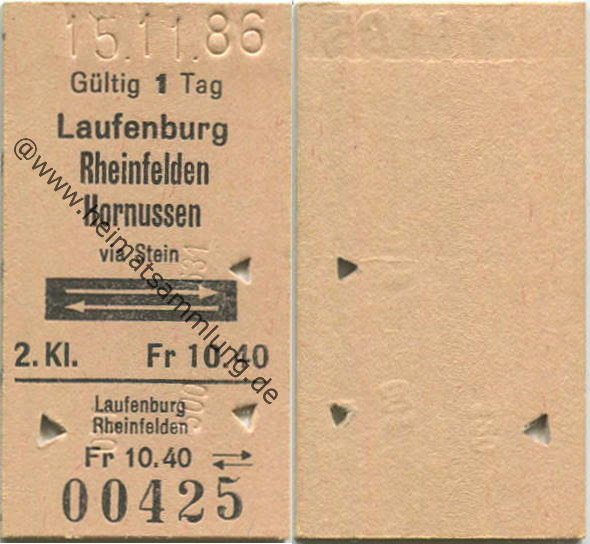 15.11.86
Gültig 1 Tag
Laufenburg
Rheinfelden
Hornussen
via Stein
2. Kl. Fr 10.40
Laufenburg
Rheinfelden
Fr 10.40
00425
@www.heimatsammlung.de